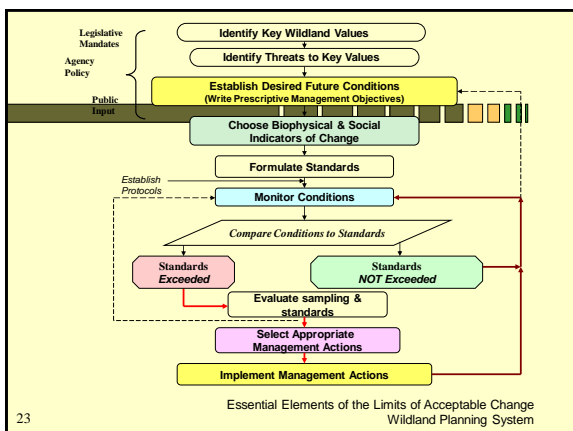 Legislative
Mandates
Agency
Policy
Public
Input
Identify Key Wildland Values
Identify Threats to Key Values
Establish Desired Future Conditions
(Write Prescriptive Management Objectives)
Choose Biophysical & Social
Indicators of Change
Formulate Standards
Establish
Protocols
Monitor Conditions
Compare Conditions to Standards
Standards
Exceeded
Standards
NOT Exceeded
Evaluate sampling &
standards
Select Appropriate
Management Actions
Implement Management Actions
23
Essential Elements of the Limits of Acceptable Change
Wildland Planning System